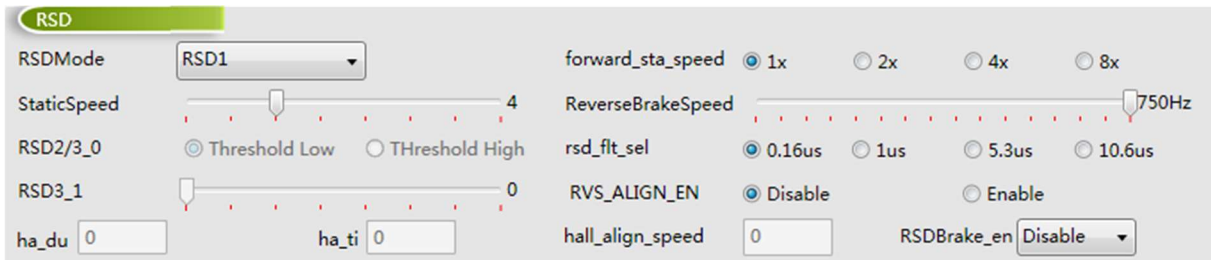 RSD
RSDMode RSD1 forward_sta_speed 1x 2x 4x 8x
StaticSpeed 4 ReverseBrakeSpeed 750Hz
RSD2/3_0 Threshold Low THreshold High rsd_flt_sel 0.16us 1us 5.3us 10.6us
RSD3_1 0 RVS_ALIGN_EN Disable Enable
ha_du 0 ha_ti 0 hall_align_speed 0 RSDBrake_en Disable